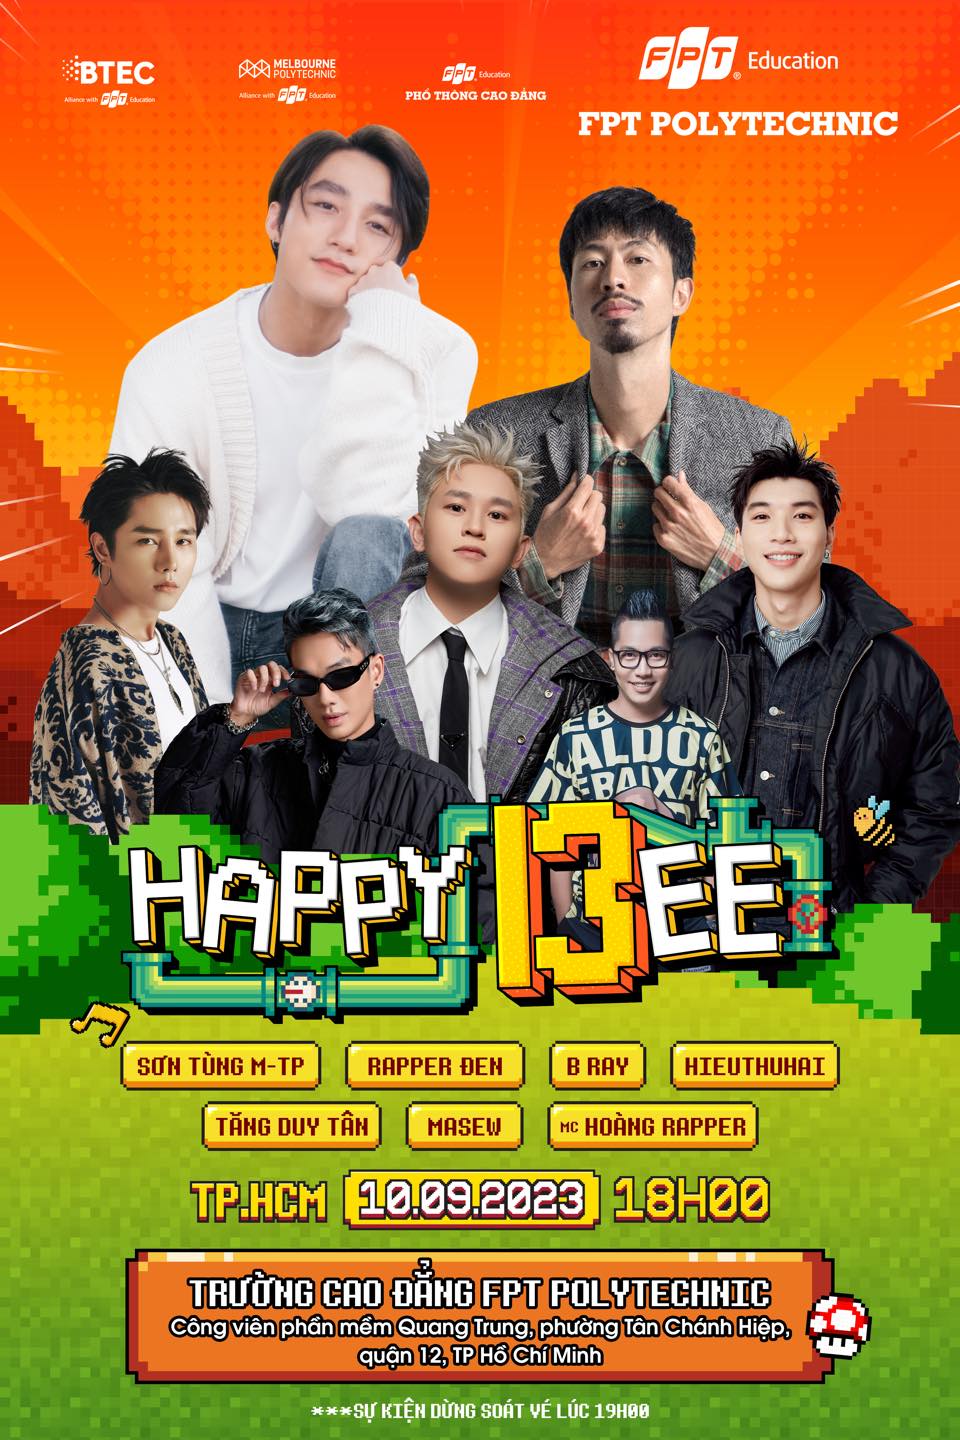 BTEC
Alliance with FPT Education
MELBOURNE
POLYTECHNIC
Alliance with FPT Education
FPT Education
PHỔ THÔNG CAO ĐẲNG
FPT® Education
FPT POLYTECHNIC
ALDO
DEBAIXA
HAPPY 13EE
SƠN TÙNG M-TP
RAPPER ĐEN
B RAY
HIEUTHUHAI
TĂNG DUY TÂN
MASEW
MC HOÀNG RAPPER
TP.HCM 10.09.2023 18H00
TRƯỜNG CAO ĐẲNG FPT POLYTECHNIC
Công viên phần mềm Quang Trung, phường Tân Chánh Hiệp,
quận 12, TP Hồ Chí Minh
***SỰ KIỆN DỪNG SOÁT VÉ LÚC 19H00